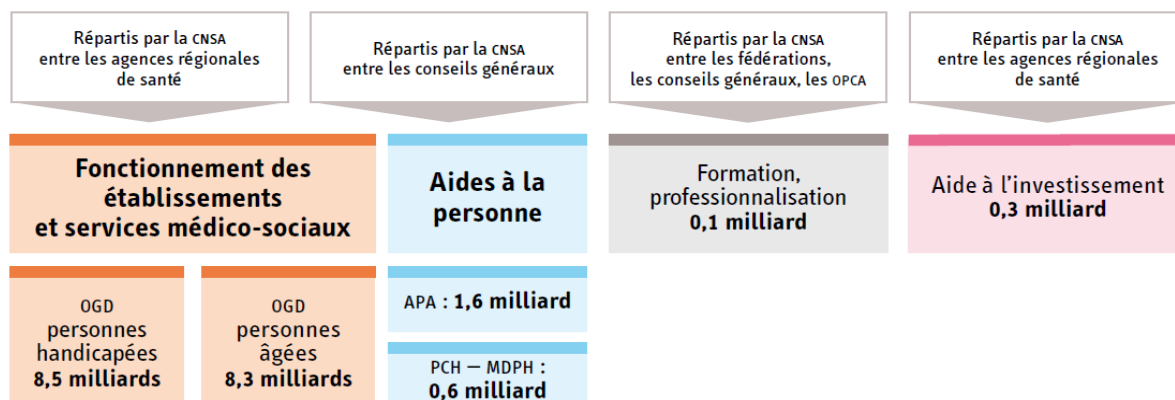 Répartis par la CNSA
entre les agences régionales
de santé
Répartis par la CNSA
entre les conseils généraux
Répartis par la CNSA
entre les fédérations,
les conseils généraux, les OPCA
Répartis par la CNSA
entre les agences régionales
de santé
Fonctionnement des
établissements
et services médico-sociaux
Aides à la
personne
Formation,
professionnalisation
0,1 milliard
Aide à l’investissement
0,3 milliard
OGD
personnes
handicapées
8,5 milliards
OGD
personnes
âgées
8,3 milliards
APA : 1,6 milliard
PCH – MDPH :
0,6 milliard